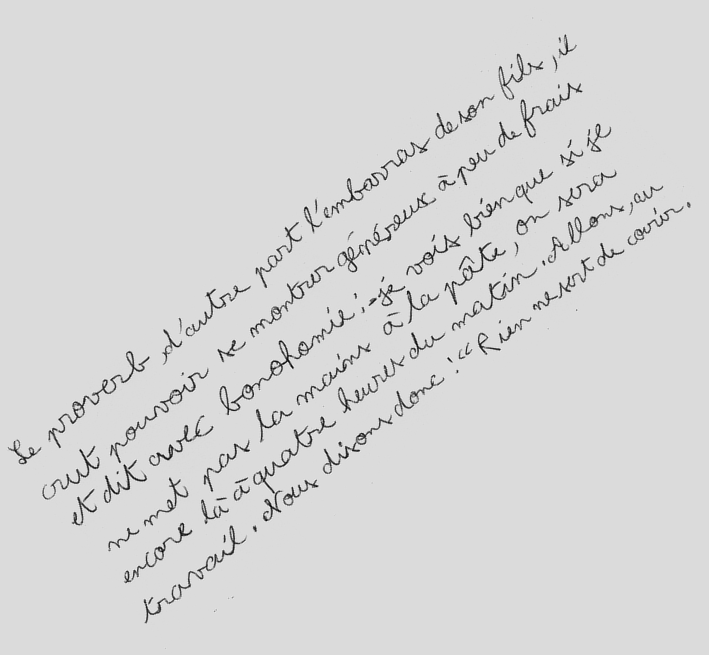 Le proverb, d'autre part l'embarras de son fils, il
crut pouvoir se montrer généreux à peu de frais
et dit avec bonohomie : - je vois bien que si je
ne met pas la mains à la pâte, on sera
encore là à quatre heures du matin. Allons, au
travail. Nous disons donc : « Rien ne sert de courir.